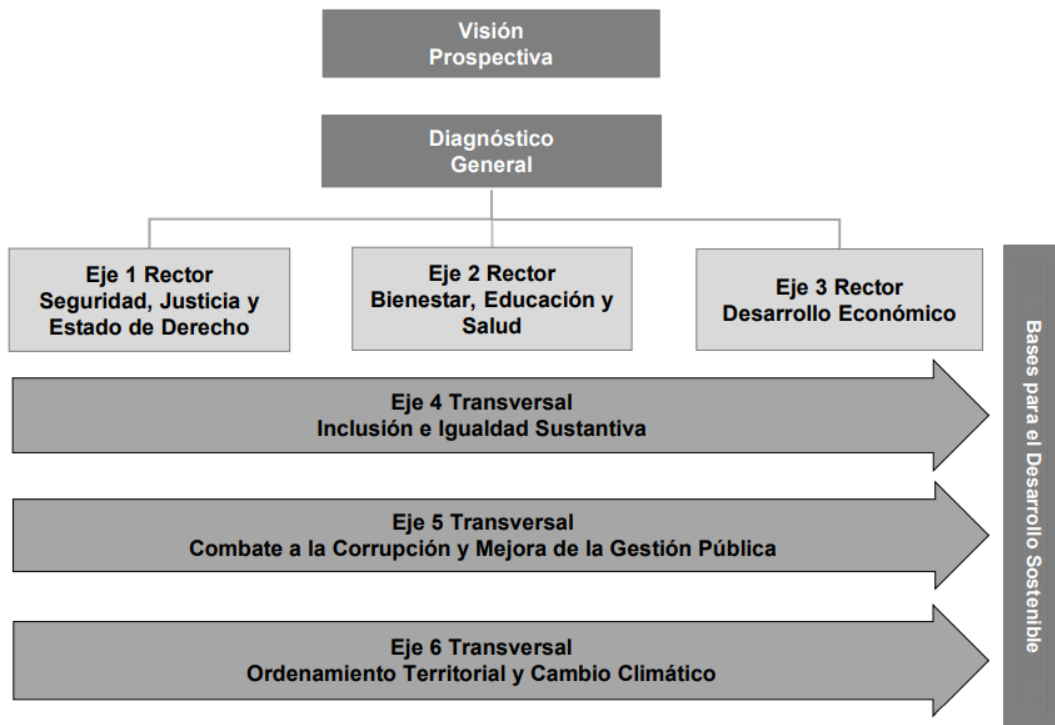 Visión
Prospectiva
Diagnóstico
General
Eje 1 Rector
Seguridad, Justicia y
Estado de Derecho
Eje 2 Rector
Bienestar, Educación y
Salud
Eje 3 Rector
Desarrollo Económico
Eje 4 Transversal
Inclusión e Igualdad Sustantiva
Eje 5 Transversal
Combate a la Corrupción y Mejora de la Gestión Pública
Eje 6 Transversal
Ordenamiento Territorial y Cambio Climático
Bases para el Desarrollo Sostenible